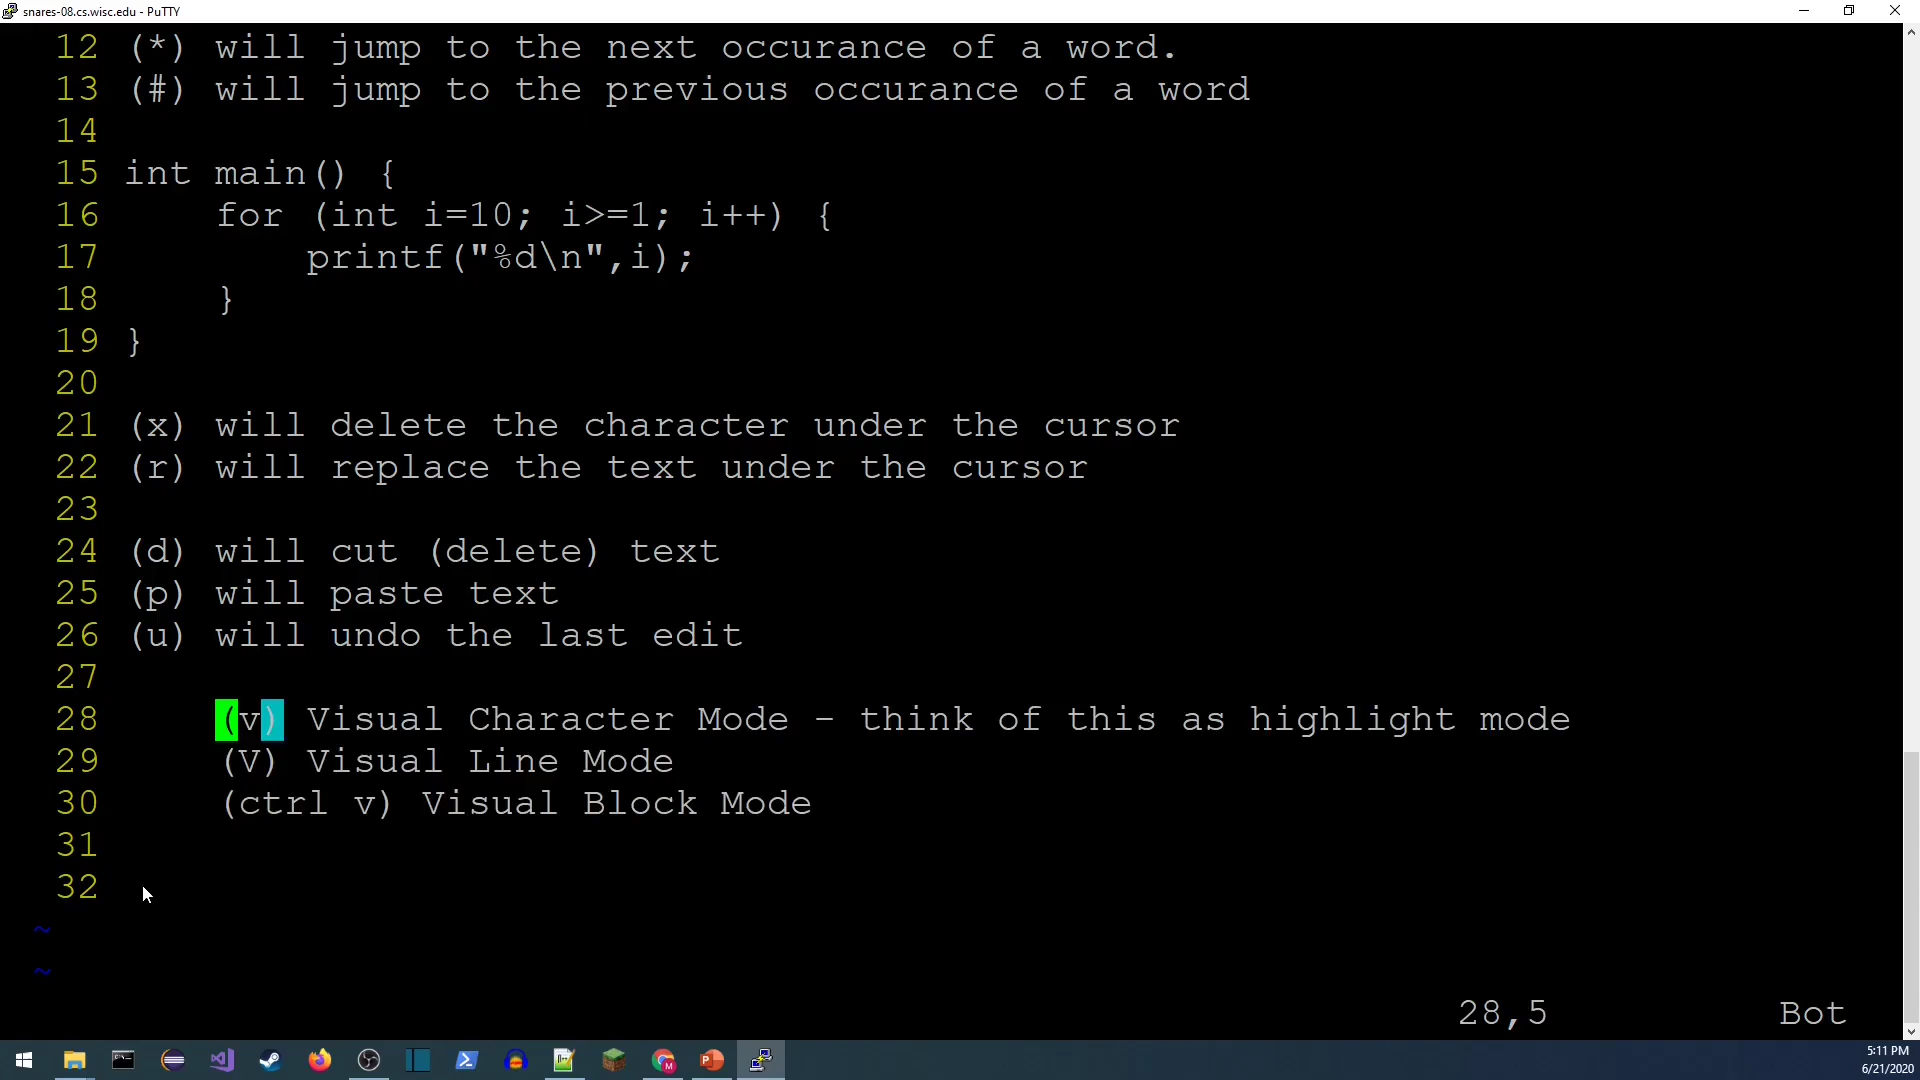 snares-08.cs.wisc.edu - PuTTY
12 (*) will jump to the next occurance of a word.
13 (#) will jump to the previous occurance of a word
14
15 int main() {
16     for (int i=10; i>=1; i++) {
17         printf("%d\n",i);
18     }
19 }
20
21 (x) will delete the character under the cursor
22 (r) will replace the text under the cursor
23
24 (d) will cut (delete) text
25 (p) will paste text
26 (u) will undo the last edit
27
28     (v) Visual Character Mode - think of this as highlight mode
29     (V) Visual Line Mode
30     (ctrl v) Visual Block Mode
31
32
~
~
28,5 Bot
5:11 PM
6/21/2020